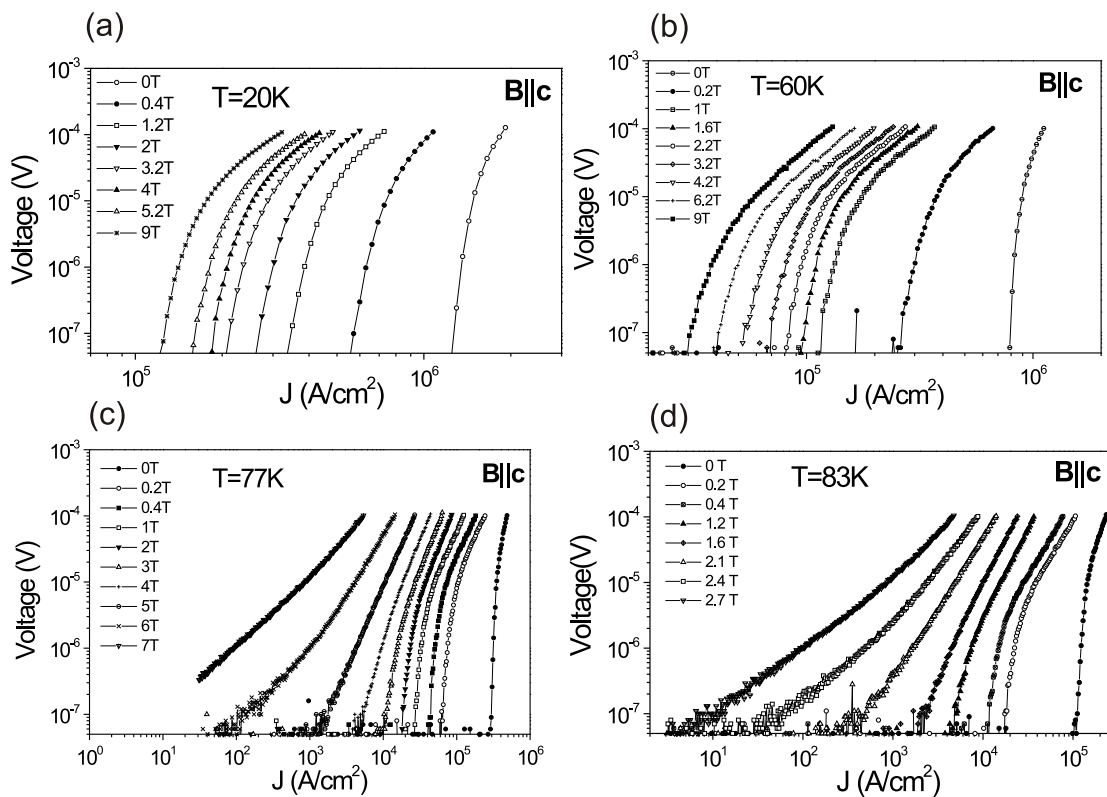 (a)
10⁻³
10⁻⁴
10⁻⁵
10⁻⁶
10⁻⁷
Voltage (V)
0T
0.4T
1.2T
2T
3.2T
4T
5.2T
9T
T=20K
B||c
10⁵
10⁶
J (A/cm²)
(b)
10⁻³
10⁻⁴
10⁻⁵
10⁻⁶
10⁻⁷
Voltage (V)
0T
0.2T
1T
1.6T
2.2T
3.2T
4.2T
6.2T
9T
T=60K
B||c
10⁵
10⁶
J (A/cm²)
(c)
10⁻³
10⁻⁴
10⁻⁵
10⁻⁶
10⁻⁷
Voltage (V)
0T
0.2T
0.4T
1T
2T
3T
4T
5T
6T
7T
T=77K
B||c
10⁰
10¹
10²
10³
10⁴
10⁵
10⁶
J (A/cm²)
(d)
10⁻³
10⁻⁴
10⁻⁵
10⁻⁶
10⁻⁷
Voltage(V)
0 T
0.2 T
0.4 T
1.2 T
1.6 T
2.1 T
2.4 T
2.7 T
T=83K
B||c
10¹
10²
10³
10⁴
10⁵
J (A/cm²)